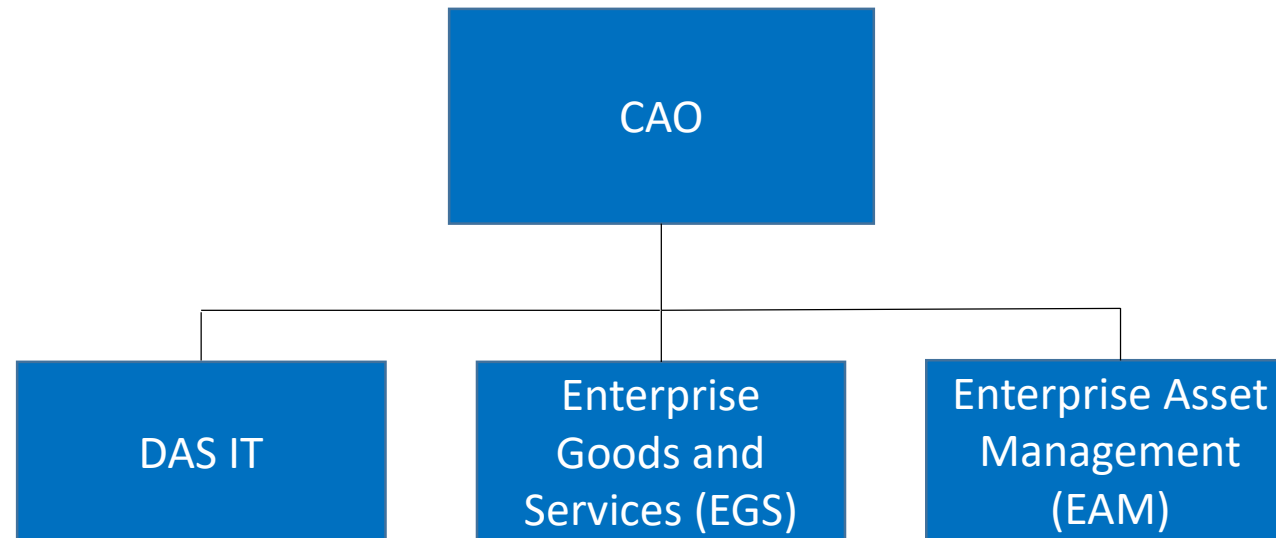 CAO
DAS IT
Enterprise
Goods and
Services (EGS)
Enterprise Asset
Management
(EAM)